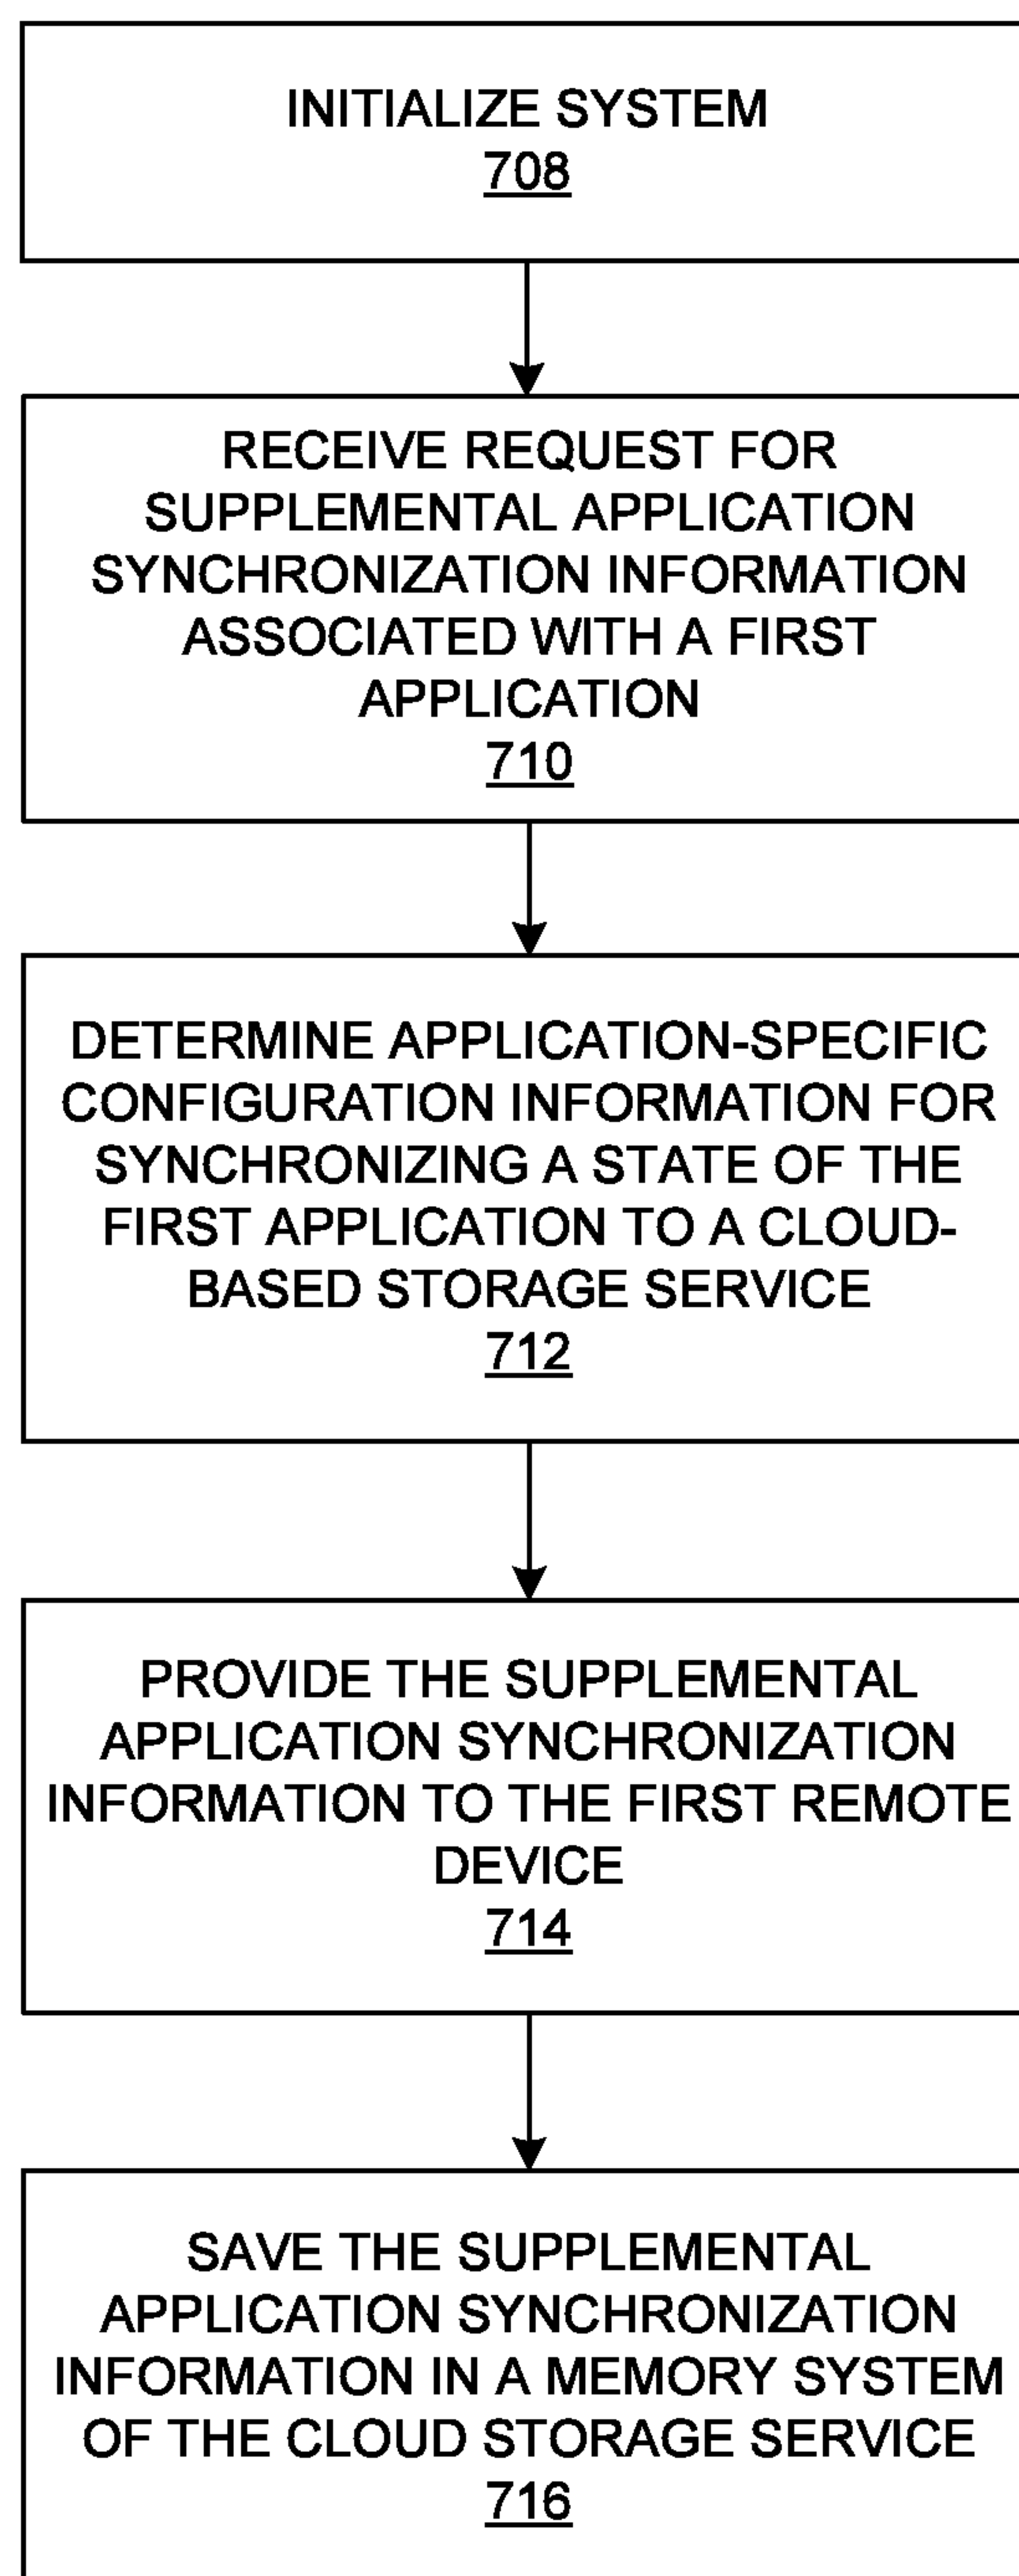 INITIALIZE SYSTEM
708
RECEIVE REQUEST FOR
SUPPLEMENTAL APPLICATION
SYNCHRONIZATION INFORMATION
ASSOCIATED WITH A FIRST
APPLICATION
710
DETERMINE APPLICATION-SPECIFIC
CONFIGURATION INFORMATION FOR
SYNCHRONIZING A STATE OF THE
FIRST APPLICATION TO A CLOUD-
BASED STORAGE SERVICE
712
PROVIDE THE SUPPLEMENTAL
APPLICATION SYNCHRONIZATION
INFORMATION TO THE FIRST REMOTE
DEVICE
714
SAVE THE SUPPLEMENTAL
APPLICATION SYNCHRONIZATION
INFORMATION IN A MEMORY SYSTEM
OF THE CLOUD STORAGE SERVICE
716